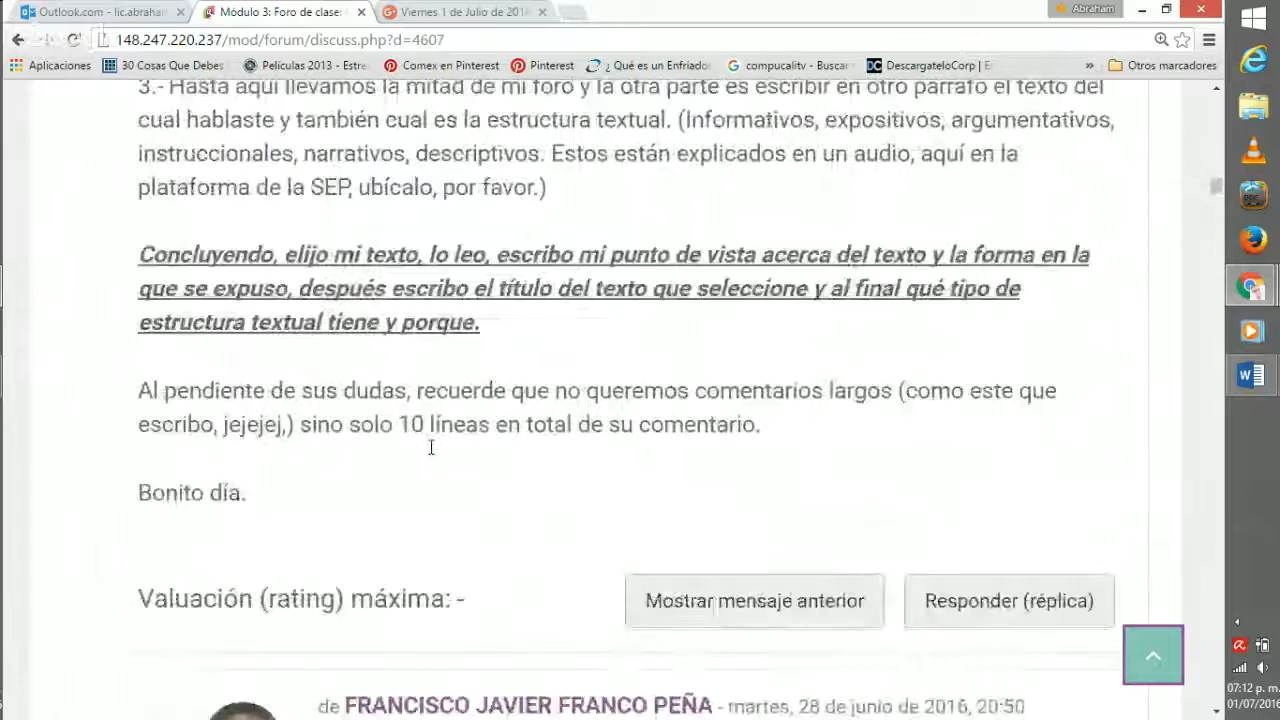 Outlook.com - lic.abrahan
Módulo 3: Foro de clase:
Viernes 1 de Julio de 201
Abraham
148.247.220.237/mod/forum/discuss.php?d=4607
Aplicaciones
30 Cosas Que Debes
Películas 2013 - Estre
Comex en Pinterest
Pinterest
¿ Qué es un Enfriado
compucalitv - Buscar
DescargateloCorp | E
»
Otros marcadores
3.- Hasta aquí llevamos la mitad de mi foro y la otra parte es escribir en otro párrafo el texto del
cual hablaste y también cual es la estructura textual. (Informativos, expositivos, argumentativos,
instruccionales, narrativos, descriptivos. Estos están explicados en un audio, aquí en la
plataforma de la SEP, ubícalo, por favor.)
Concluyendo, elijo mi texto, lo leo, escribo mi punto de vista acerca del texto y la forma en la
que se expuso, después escribo el título del texto que seleccione y al final qué tipo de
estructura textual tiene y porque.
Al pendiente de sus dudas, recuerde que no queremos comentarios largos (como este que
escribo, jejejej,) sino solo 10 líneas en total de su comentario.
Bonito día.
Valuación (rating) máxima: -
Mostrar mensaje anterior
Responder (réplica)
de FRANCISCO JAVIER FRANCO PEÑA - martes, 28 de junio de 2016, 20:50
07:12 p. m.
01/07/2016